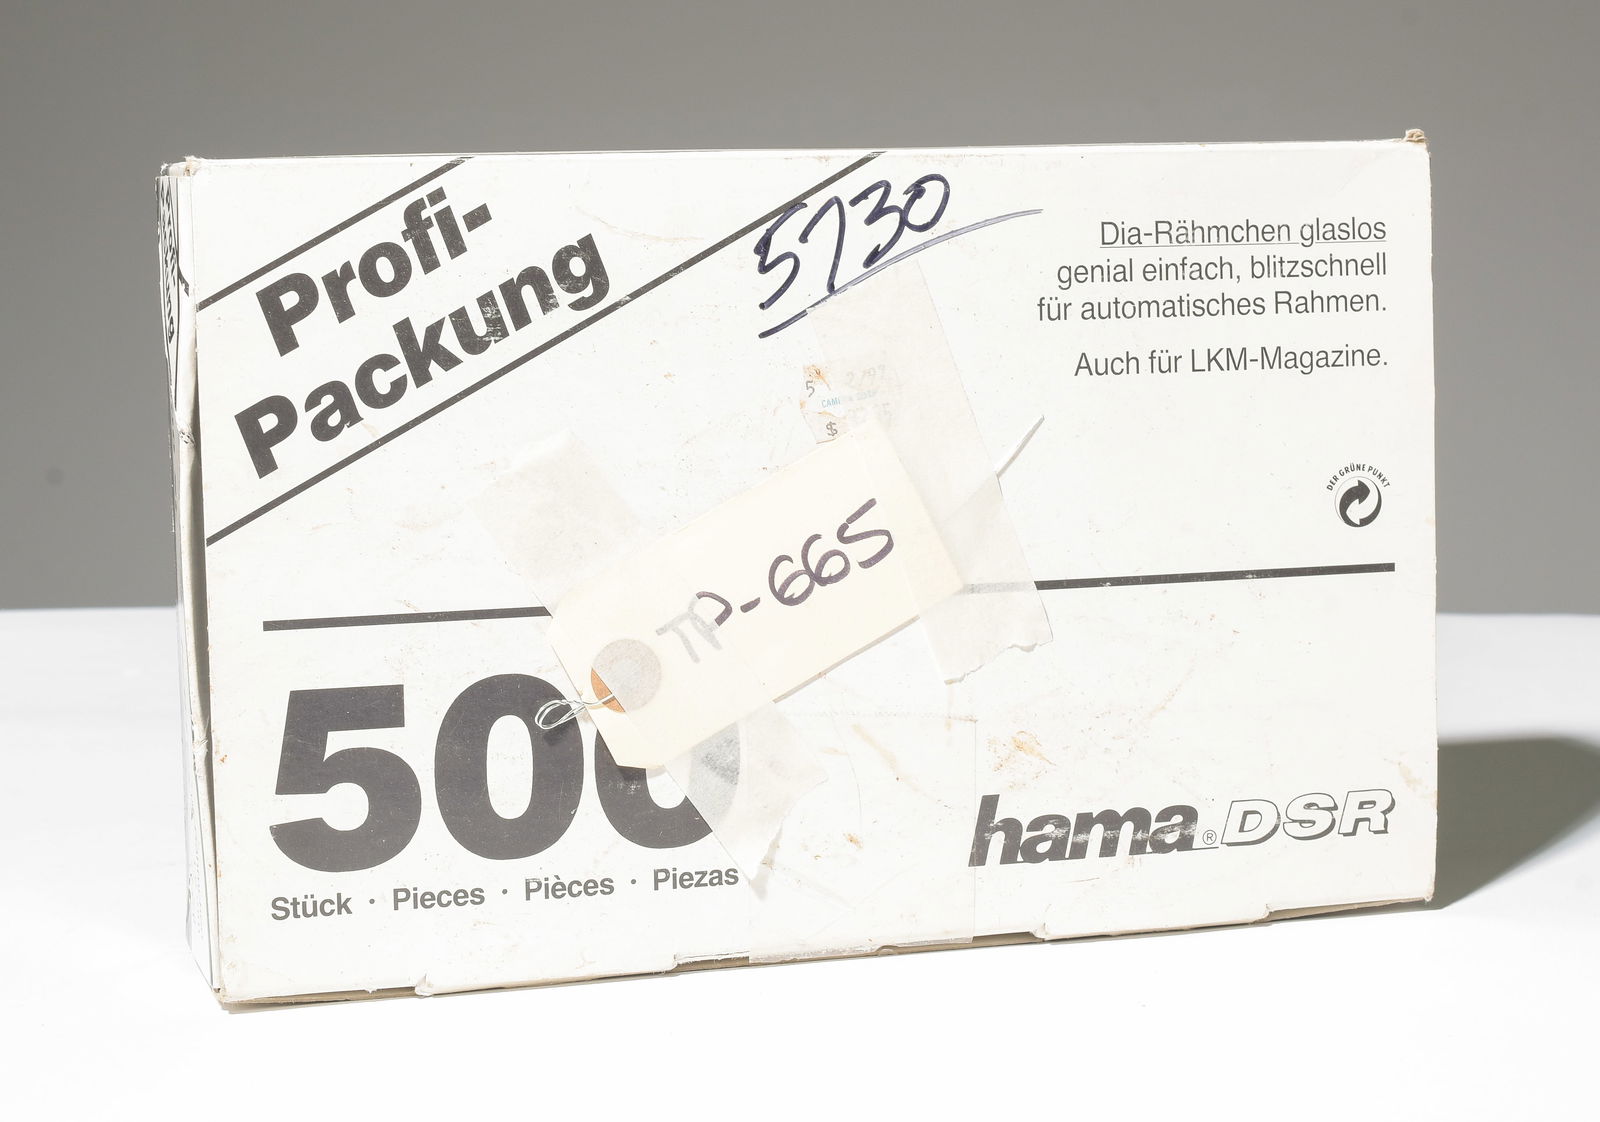 Profi-
Packung
5730
Dia-Rähmchen glaslos
genial einfach, blitzschnell
für automatisches Rahmen.
Auch für LKM-Magazine.
DER GRÜNE PUNKT
$
TP-665
500
Stück · Pieces · Pièces · Piezas
hama® DSR